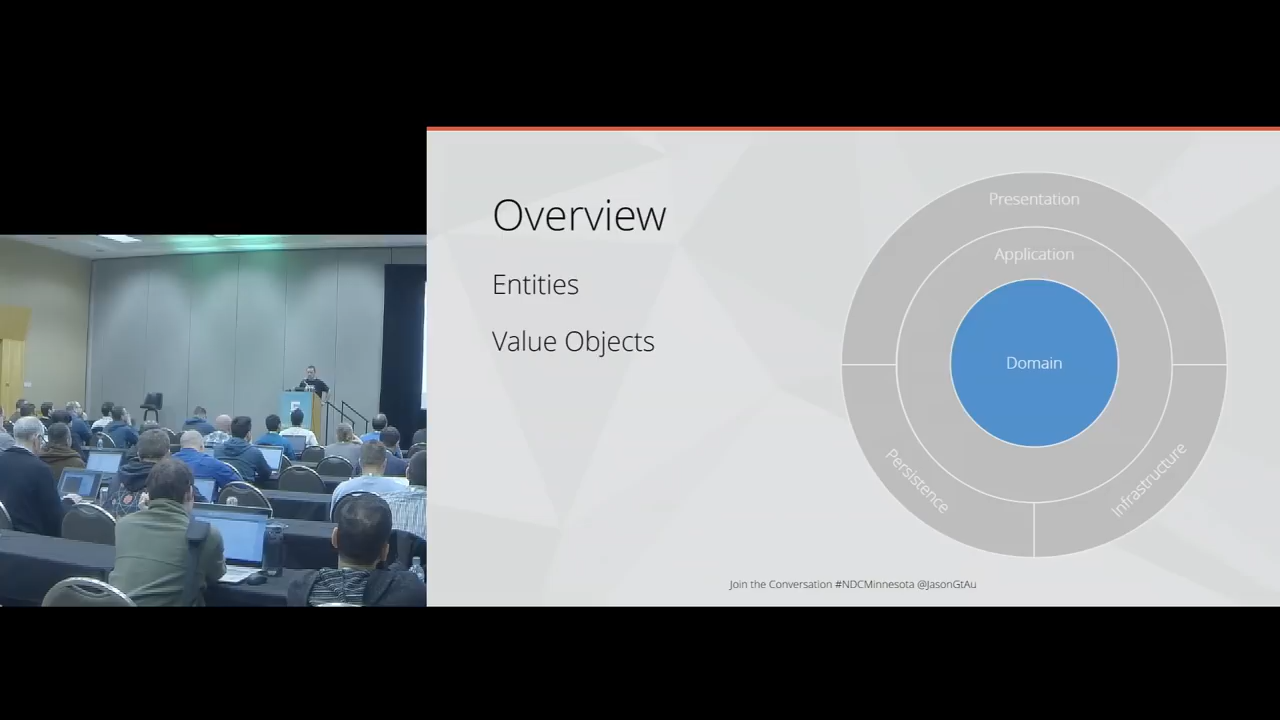 Overview
Entities
Value Objects
Presentation
Application
Domain
Persistence
Infrastructure
Join the Conversation #NDCMinnesota @JasonGtAu